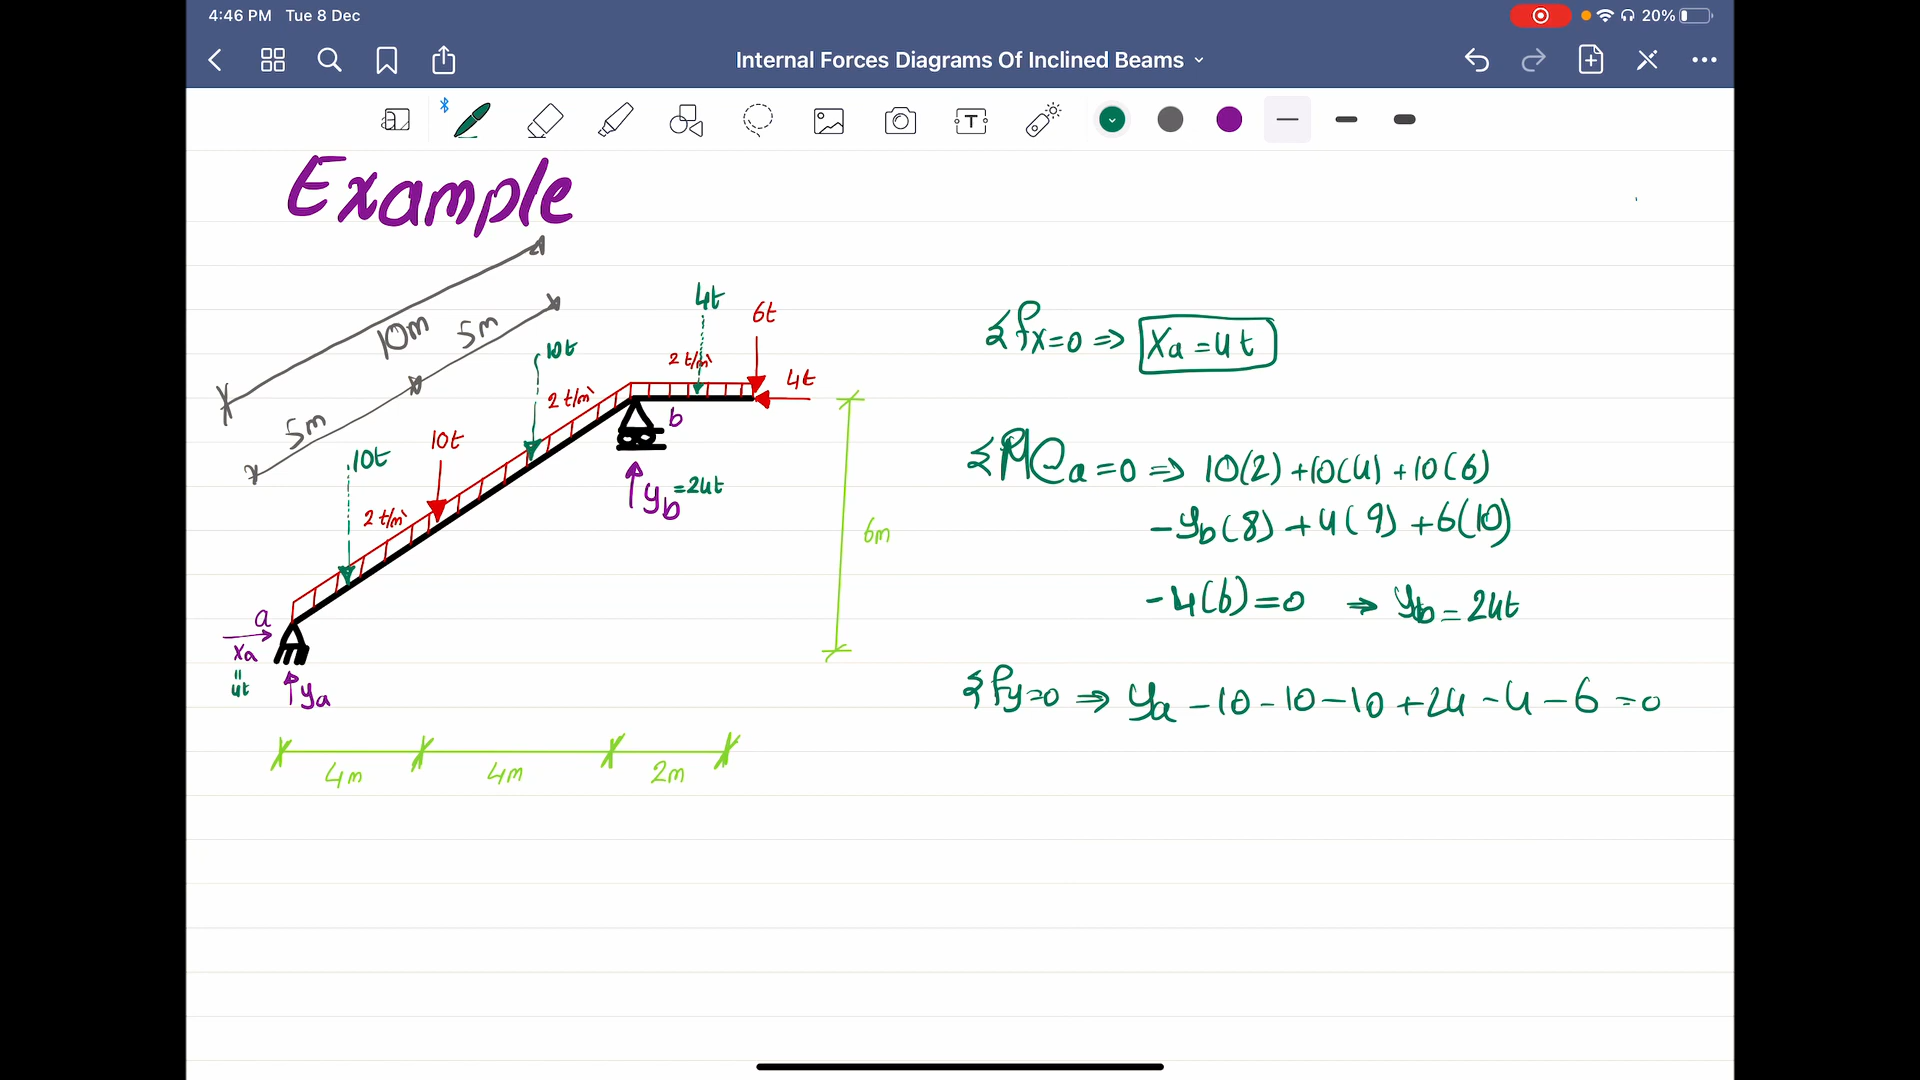 4:46 PM Tue 8 Dec
20%
Internal Forces Diagrams Of Inclined Beams
T
Example
10m
5m
5m
4t
6t
10t
2 t/m`
4t
2 t/m`
b
10t
10t
yb =24t
2 t/m`
6m
a
Xa
=
4t
ya
4m 4m 2m
Σfx=0 ⇒ Xa = 4t
ΣM@a=0 ⇒ 10(2)+10(4)+10(6)
-yb(8)+4(9)+6(10)
-4(6)=0 ⇒ yb=24t
Σfy=0 ⇒ ya-10-10-10+24-4-6=0